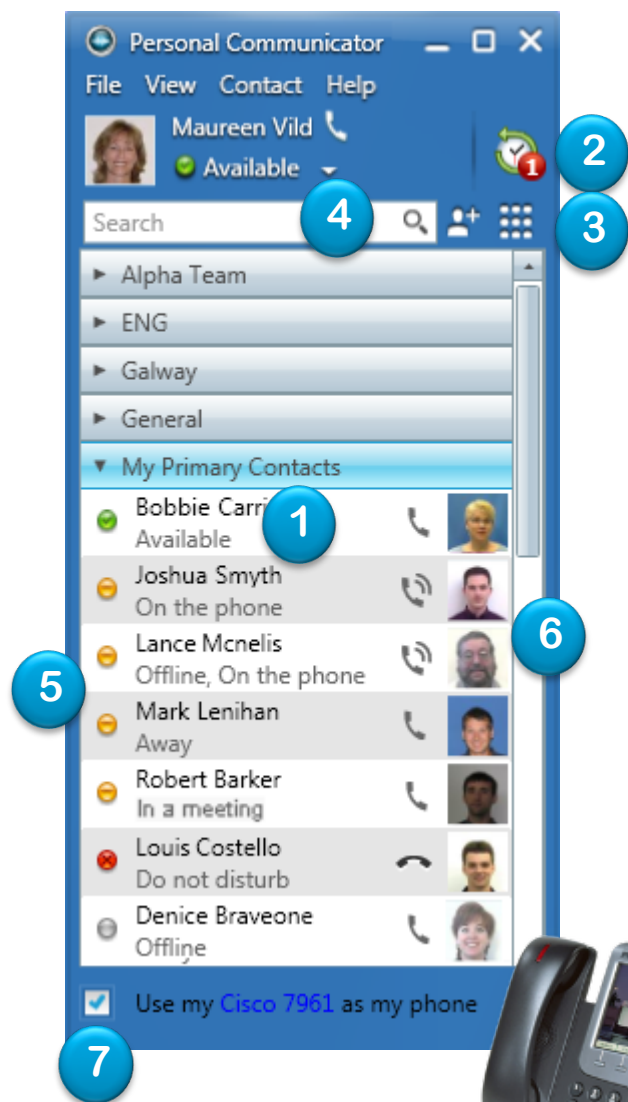 Personal Communicator
File View Contact Help
Maureen Vild
Available
1
2
Search
4
3
Alpha Team
ENG
Galway
General
My Primary Contacts
Bobbie
1
Available
Joshua Smyth
On the phone
6
Lance Mcnelis
Offline, On the phone
5
Mark Lenihan
Away
Robert Barker
In a meeting
Louis Costello
Do not disturb
Denice Braveone
Offline
Use my Cisco 7961 as my phone
7